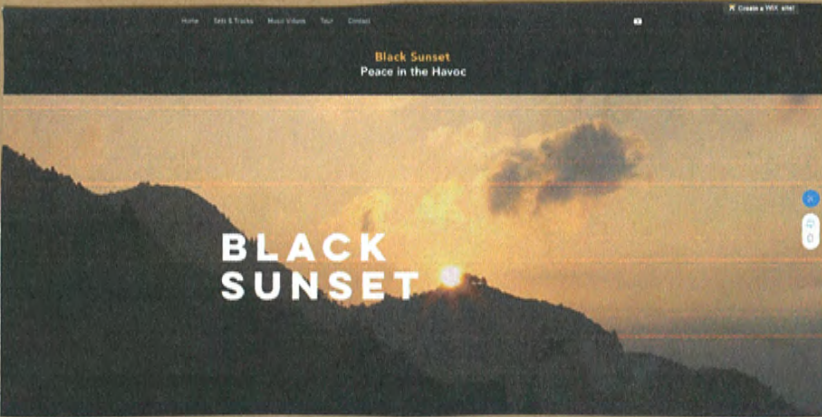 Home Sets & Tracks Music Videos Tour Contact
Create a WiX site!
Black Sunset
Peace in the Havoc
BLACK
SUNSET